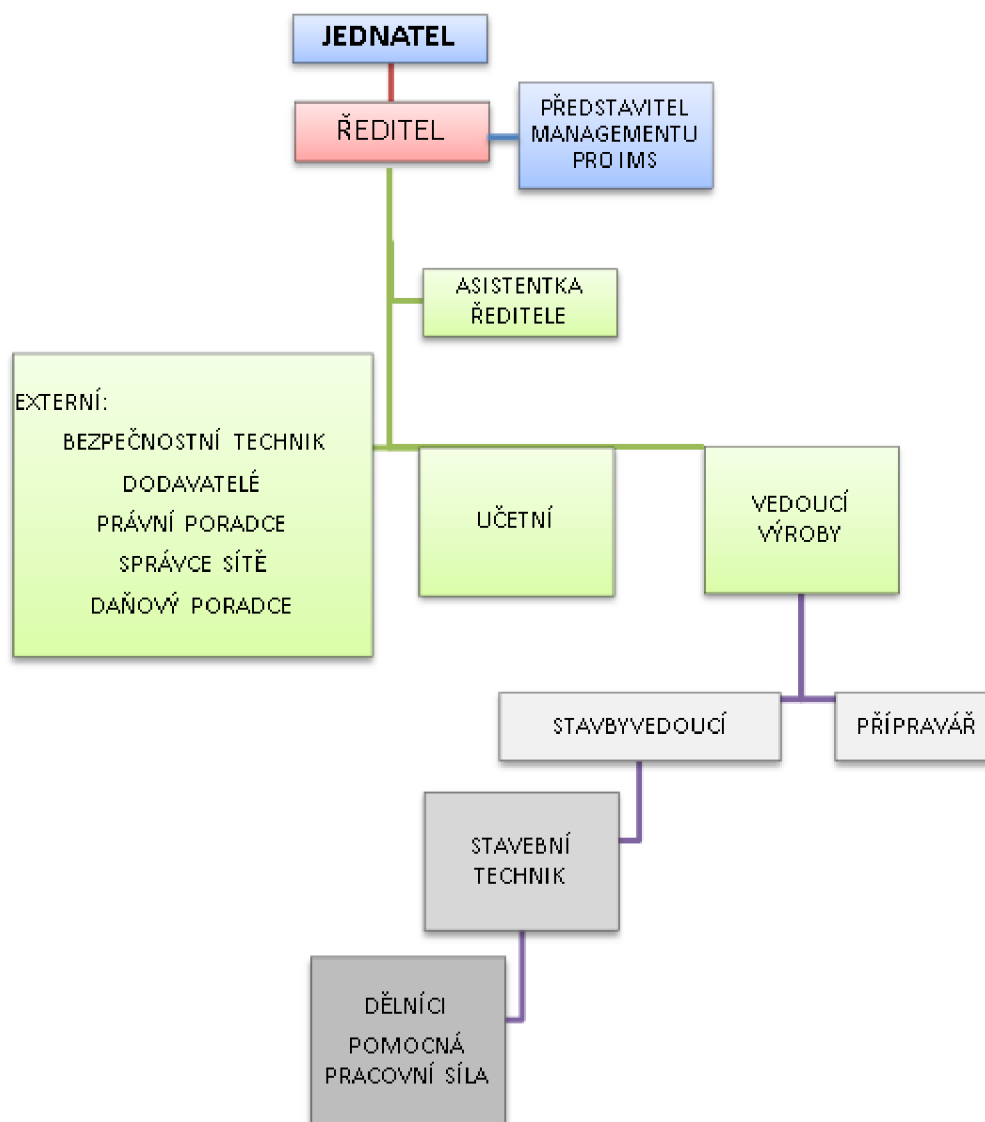 JEDNATEL
ŘEDITEL
PŘEDSTAVITEL
MANAGEMENTU
PRO IMS
ASISTENTKA
ŘEDITELE
EXTERNÍ:
BEZPEČNOSTNÍ TECHNIK
DODAVATELÉ
PRÁVNÍ PORADCE
SPRÁVCE SÍTĚ
DAŇOVÝ PORADCE
UČETNÍ
VEDOUCÍ
VÝROBY
STAVBYVEDOUCÍ
PŘÍPRAVÁŘ
STAVEBNÍ
TECHNIK
DĚLNÍCI
POMOCNÁ
PRACOVNÍ SÍLA